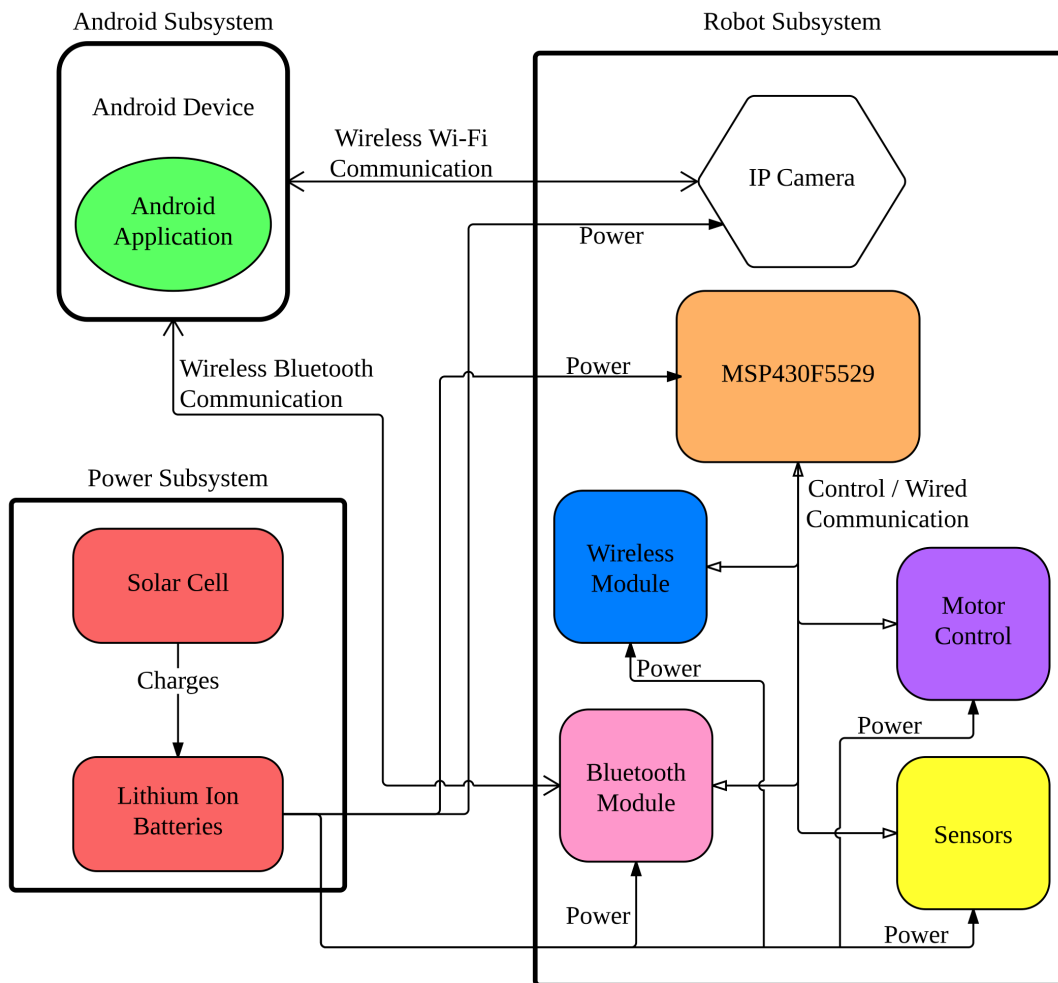 Android Subsystem
Robot Subsystem
Android Device
Android
Application
Wireless Wi-Fi
Communication
IP Camera
Power
Wireless Bluetooth
Communication
Power
MSP430F5529
Power Subsystem
Control / Wired
Communication
Solar Cell
Wireless
Module
Motor
Control
Charges
Power
Power
Lithium Ion
Batteries
Bluetooth
Module
Sensors
Power
Power